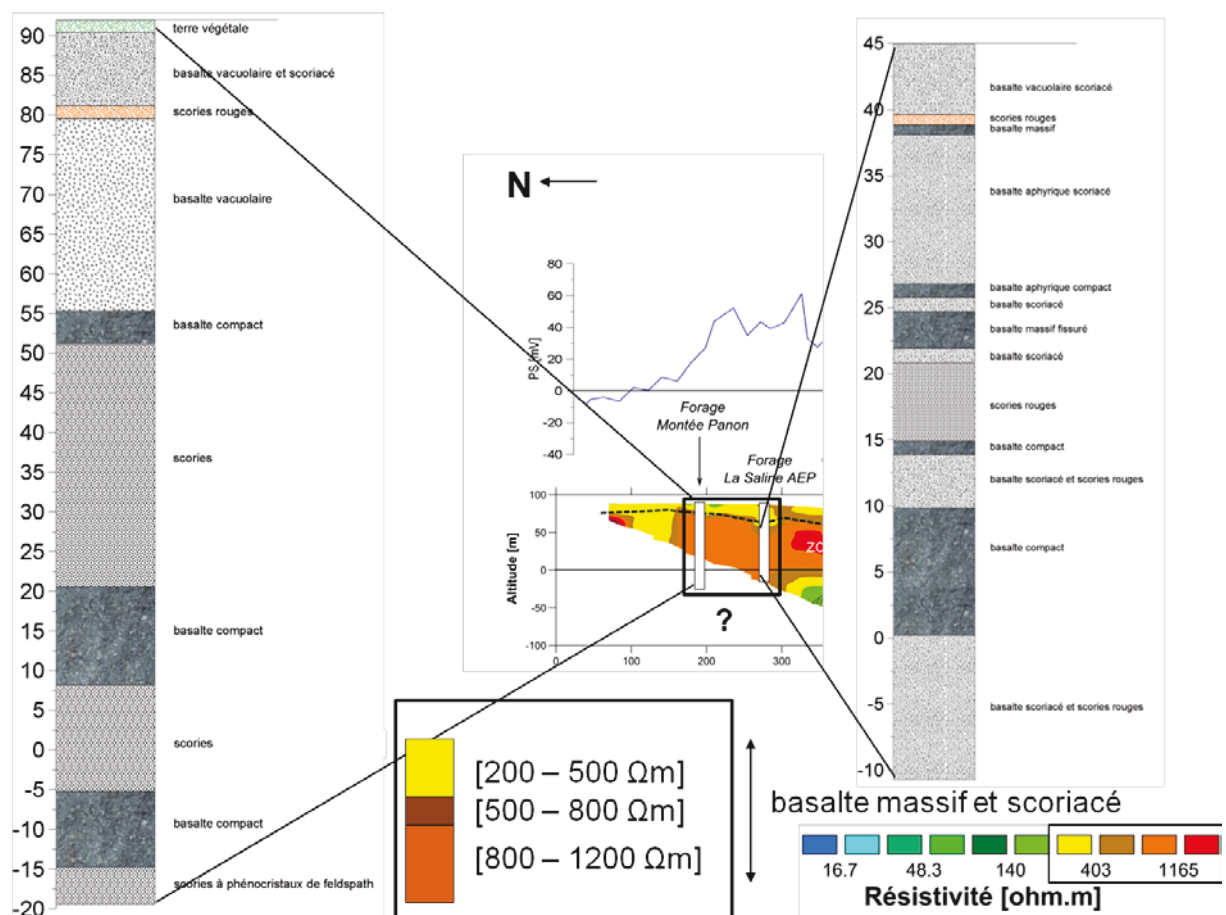 90
85
80
75
70
65
60
55
50
45
40
35
30
25
20
15
10
5
0
-5
-10
-15
-20
terre végétale
basalte vacuolaire et scoriacé
scories rouges
basalte vacuolaire
basalte compact
scories
basalte compact
scories
basalte compact
scories à phénocristaux de feldspath
N
80
60
40
20
0
-20
-40
PS [mV]
Forage
Montée Panon
Forage
La Saline AEP
100
50
0
-50
-100
Altitude [m]
ZO
?
0 100 200 300
45
40
35
30
25
20
15
10
5
0
-5
-10
basalte vacuolaire scoriacé
scories rouges
basalte massif
basalte aphyrique scoriacé
basalte aphyrique compact
basalte scoriacé
basalte massif fissuré
basalte scoriacé
scories rouges
basalte compact
basalte scoriacé et scories rouges
basalte compact
basalte scoriacé et scories rouges
[200 – 500 Ωm]
[500 – 800 Ωm]
[800 – 1200 Ωm]
basalte massif et scoriacé
16.7 48.3 140 403 1165
Résistivité [ohm.m]